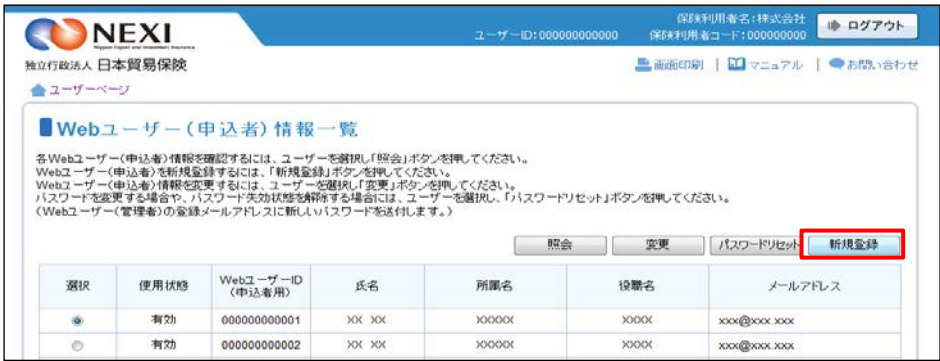 NEXI
Nippon Export and Investment Insurance
ユーザーID:000000000000
保険利用者名:株式会社
保険利用者コード:000000000
ログアウト
独立行政法人 日本貿易保険
画面印刷 | マニュアル | お問い合わせ
ユーザーページ
Webユーザー(申込者)情報一覧
各Webユーザー(申込者)情報を確認するには、ユーザーを選択し「照会」ボタンを押してください。
Webユーザー(申込者)を新規登録するには、「新規登録」ボタンを押してください。
Webユーザー(申込者)情報を変更するには、ユーザーを選択し「変更」ボタンを押してください。
パスワードを変更する場合や、パスワード失効状態を解除する場合には、ユーザーを選択し、「パスワードリセット」ボタンを押してください。
(Webユーザー(管理者)の登録メールアドレスに新しいパスワードを送付します。)
照会 変更 パスワードリセット 新規登録
選択 使用状態 WebユーザーID 氏名 所属名 役職名 メールアドレス
(申込者用)
有効 000000000001 XX XX XXXXX XXXX xxx@xxx.xxx
有効 000000000002 XX XX XXXXX XXXX xxx@xxx.xxx